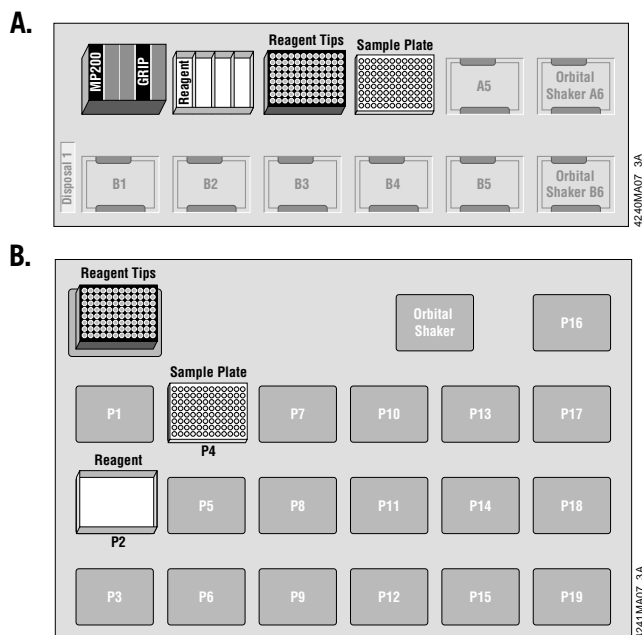 A.
Reagent Tips
Sample Plate
MP200
GRIP
Reagent
A5
Orbital
Shaker A6
Disposal 1
B1
B2
B3
B4
B5
Orbital
Shaker B6
4240MA07_3A
B.
Reagent Tips
Orbital
Shaker
P16
Sample Plate
P1
P7
P10
P13
P17
P4
Reagent
P5
P8
P11
P14
P18
P2
P3
P6
P9
P12
P15
P19
4241MA07_3A